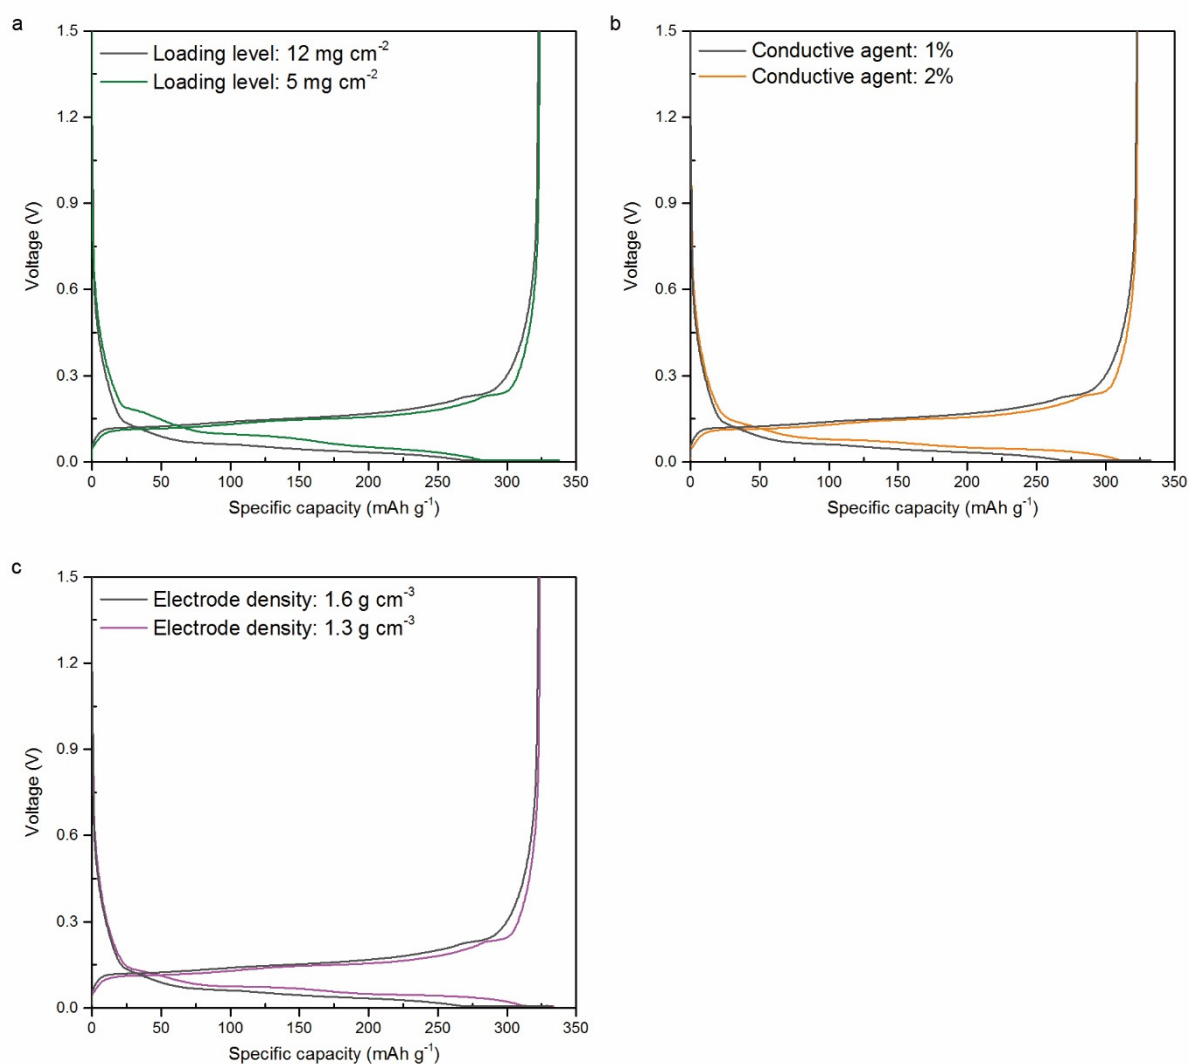 a
Loading level: 12 mg cm⁻²
Loading level: 5 mg cm⁻²
1.5
1.2
0.9
0.6
0.3
0.0
Voltage (V)
0 50 100 150 200 250 300 350
Specific capacity (mAh g⁻¹)
b
Conductive agent: 1%
Conductive agent: 2%
1.5
1.2
0.9
0.6
0.3
0.0
Voltage (V)
0 50 100 150 200 250 300 350
Specific capacity (mAh g⁻¹)
c
Electrode density: 1.6 g cm⁻³
Electrode density: 1.3 g cm⁻³
1.5
1.2
0.9
0.6
0.3
0.0
Voltage (V)
0 50 100 150 200 250 300 350
Specific capacity (mAh g⁻¹)